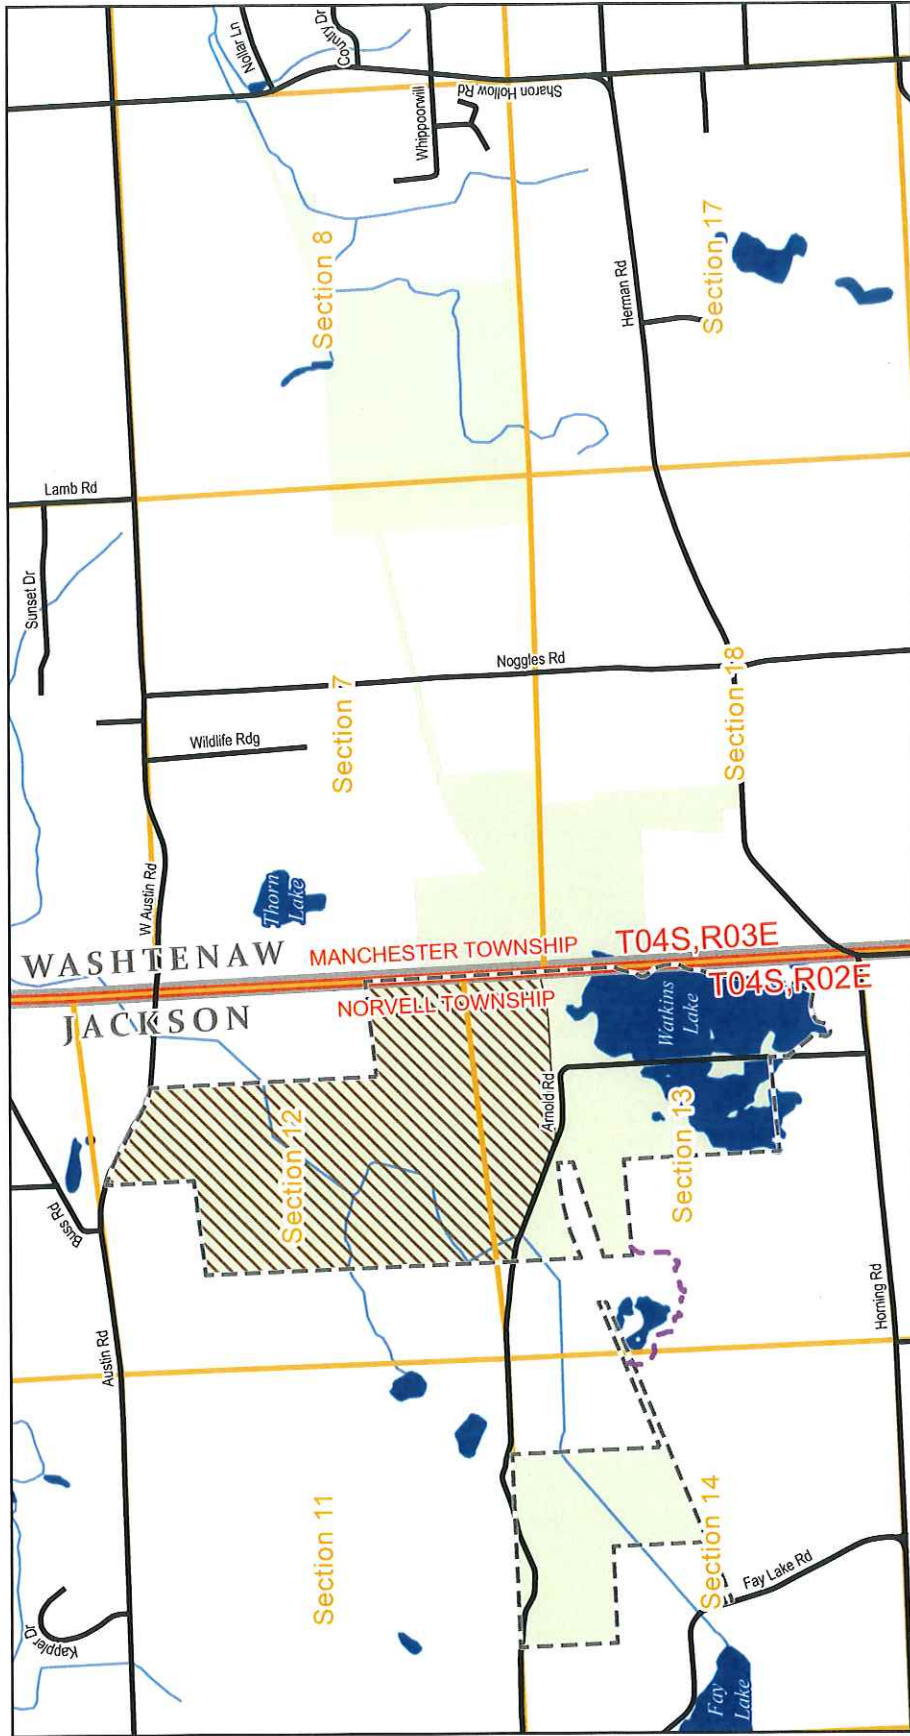 Nollar Ln
Country Dr
Whippoorwill
Sharon Hollow Rd
Section 8
Herman Rd
Section 17
Lamb Rd
Sunset Dr
Noggles Rd
Section 7
Section 18
Wildlife Rdg
W Austin Rd
Thorn
Lake
WASHTENAW
MANCHESTER TOWNSHIP
T04S,R03E
JACKSON
NORVELL TOWNSHIP
T04S,R02E
Watkins
Lake
Arnold Rd
Section 12
Section 13
Buss Rd
Austin Rd
Horning Rd
Section 11
Section 14
Kappler Dr
Fay Lake Rd
Fay
Lake